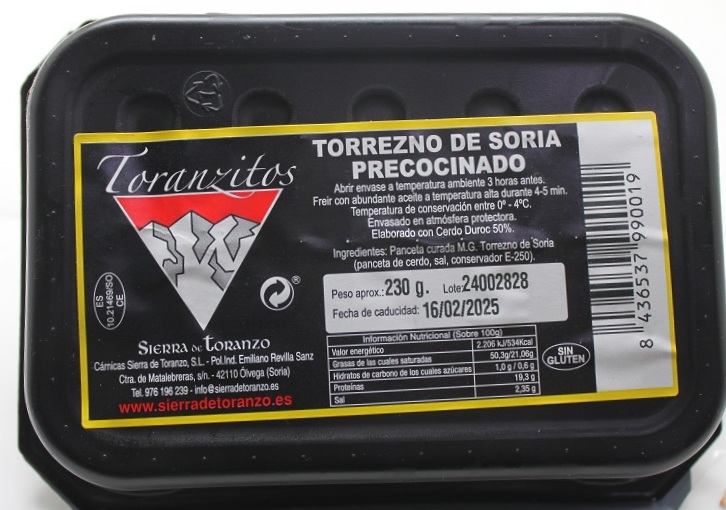 Toranzitos
TORREZNO DE SORIA
PRECOCINADO
Abrir envase a temperatura ambiente 3 horas antes.
Freir con abundante aceite a temperatura alta durante 4-5 min.
Temperatura de conservación entre 0º - 4ºC.
Envasado en atmósfera protectora.
Elaborado con Cerdo Duroc 50%.
Ingredientes: Panceta curada M.G. Torrezno de Soria
(panceta de cerdo, sal, conservador E-250).
Peso aprox.: 230 g. Lote: 24002828
Fecha de caducidad: 16/02/2025
Información Nutricional (Sobre 100g)
Valor energético 2.206 kJ/534Kcal
Grasas de las cuales saturadas 50,3g/21,06g
Hidratos de carbono de los cuales azúcares 1,0 g / 0,6 g
Proteínas 19,3 g
Sal 2,35 g
SIN
GLUTEN
ES
10.21469/SO
CE
®
SIERRA DE TORANZO
Cárnicas Sierra de Toranzo, S.L. - Pol.Ind. Emiliano Revilla Sanz
Ctra. de Matalebreras, s/n. - 42110 Ólvega (Soria)
Tel. 976 196 239 - info@sierradetoranzo.es
www.sierradetoranzo.es
8 436537 990019